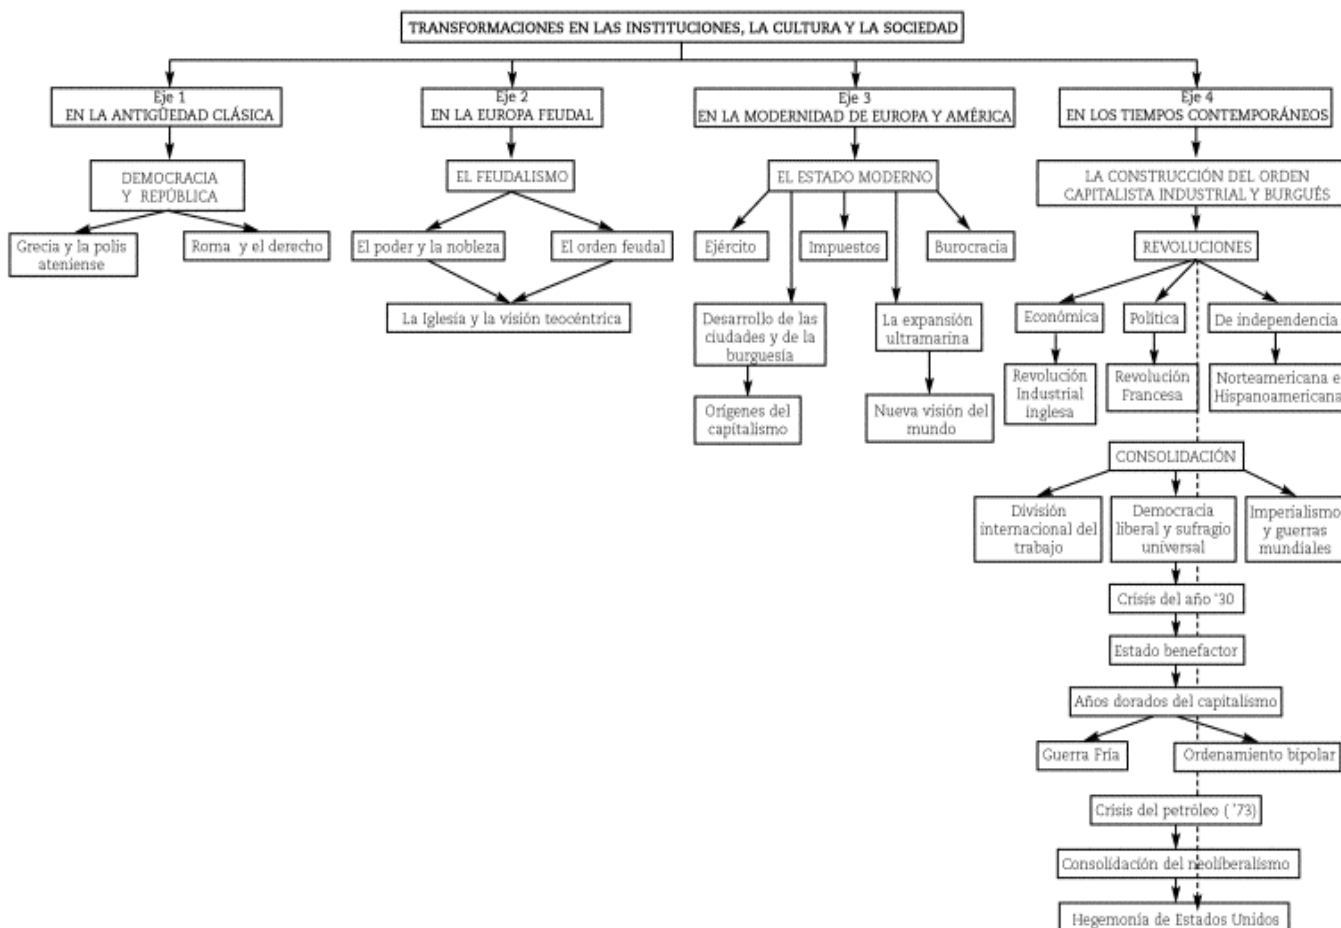 TRANSFORMACIONES EN LAS INSTITUCIONES, LA CULTURA Y LA SOCIEDAD
Eje 1
EN LA ANTIGÜEDAD CLÁSICA
DEMOCRACIA
Y REPÚBLICA
Grecia y la polis
ateniense
Roma y el derecho
Eje 2
EN LA EUROPA FEUDAL
EL FEUDALISMO
El poder y la nobleza
El orden feudal
La Iglesia y la visión teocéntrica
Eje 3
EN LA MODERNIDAD DE EUROPA Y AMÉRICA
EL ESTADO MODERNO
Ejército
Impuestos
Burocracia
Desarrollo de las
ciudades y de la
burguesía
La expansión
ultramarina
Orígenes del
capitalismo
Nueva visión del
mundo
Eje 4
EN LOS TIEMPOS CONTEMPORÁNEOS
LA CONSTRUCCIÓN DEL ORDEN
CAPITALISTA INDUSTRIAL Y BURGUÉS
REVOLUCIONES
Económica
Política
De independencia
Revolución
Industrial
inglesa
Revolución
Francesa
Norteamericana e
Hispanoamericana
CONSOLIDACIÓN
División
internacional del
trabajo
Democracia
liberal y sufragio
universal
Imperialismo
y guerras
mundiales
Crisis del año '30
Estado benefactor
Años dorados del capitalismo
Guerra Fría
Ordenamiento bipolar
Crisis del petróleo ( '73)
Consolidación del neoliberalismo
Hegemonía de Estados Unidos